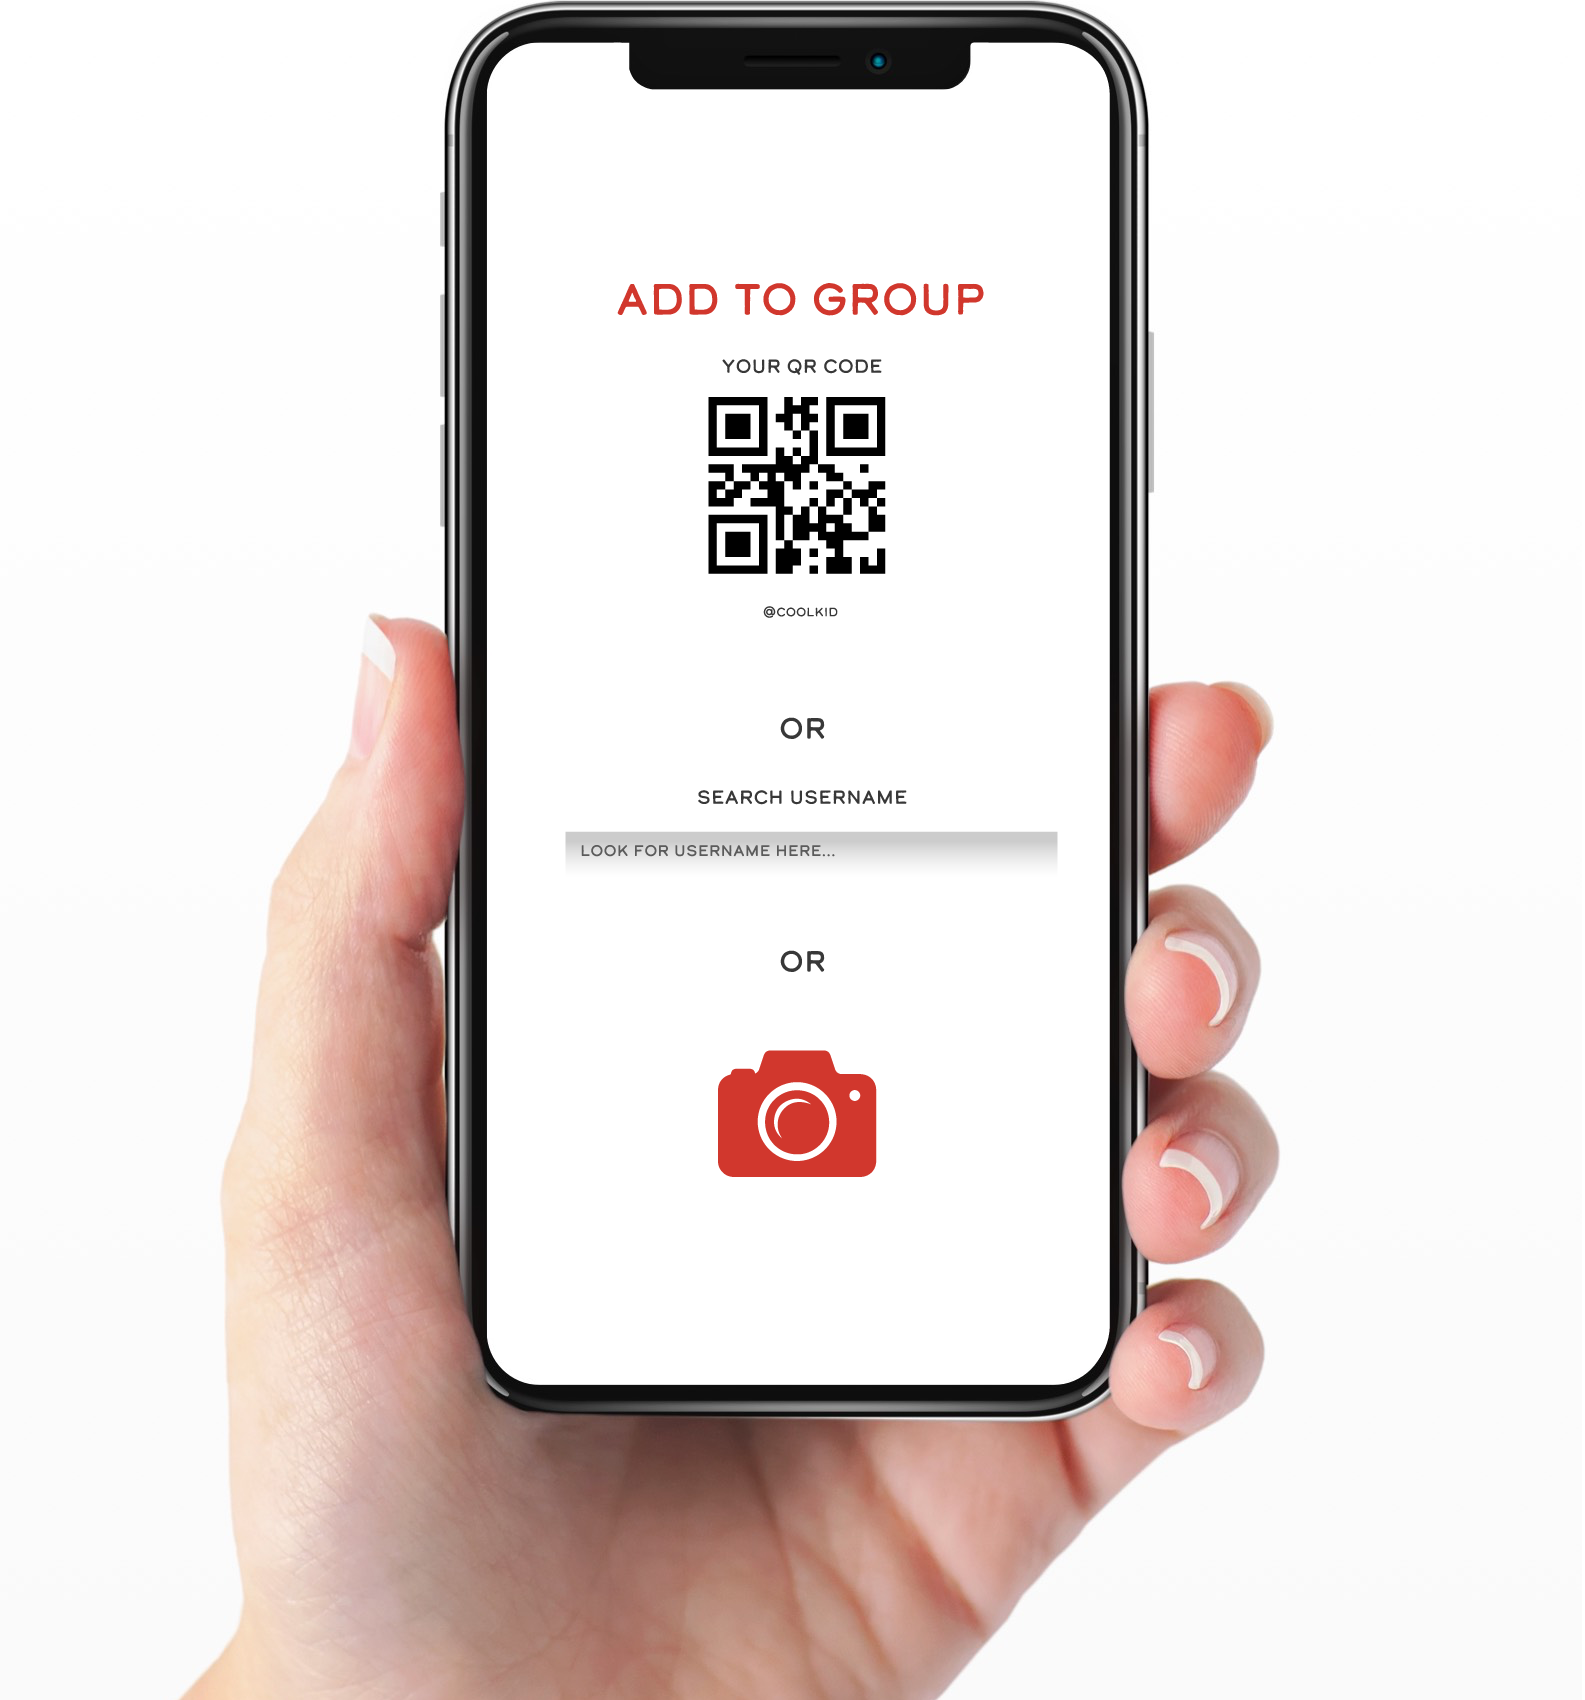 ADD TO GROUP
YOUR QR CODE
@COOLKID
OR
SEARCH USERNAME
LOOK FOR USERNAME HERE...
OR